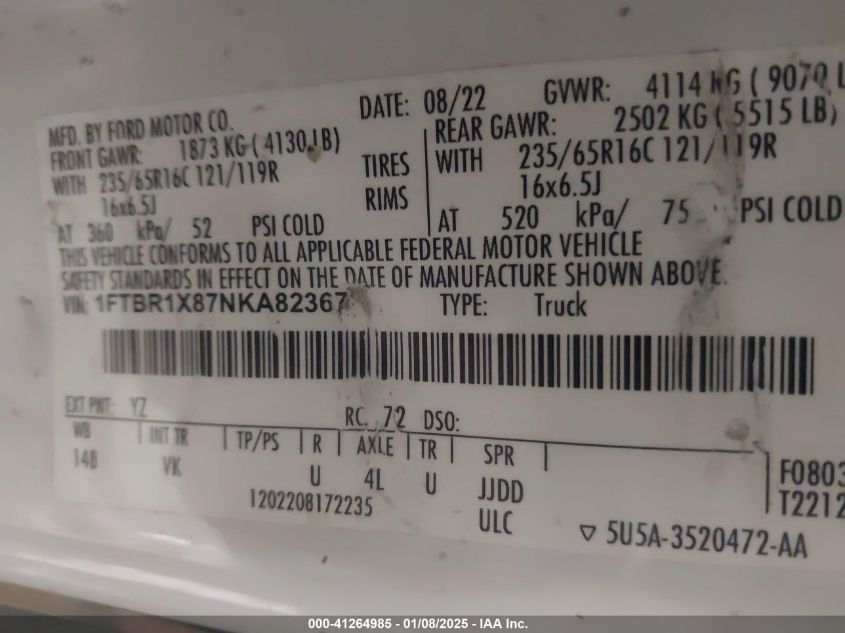 MFD. BY FORD MOTOR CO. DATE: 08/22 GVWR: 4114 KG ( 9070 L
FRONT GAWR: 1873 KG ( 4130 LB) REAR GAWR: 2502 KG ( 5515 LB)
WITH 235/65R16C 121/119R TIRES WITH 235/65R16C 121/119R
16x6.5J RIMS 16x6.5J
AT 360 kPa/ 52 PSI COLD AT 520 kPa/ 75 PSI COLD
THIS VEHICLE CONFORMS TO ALL APPLICABLE FEDERAL MOTOR VEHICLE
SAFETY STANDARDS IN EFFECT ON THE DATE OF MANUFACTURE SHOWN ABOVE.
VIN: 1FTBR1X87NKA82367 TYPE: Truck
EXT PNT: YZ RC: 72 DSO:
WB INT TR TP/PS R AXLE TR SPR
148 VK U 4L U JJDD F0803
1202208172235 ULC T2212
▽ 5U5A-3520472-AA
000-41264985 - 01/08/2025 - IAA Inc.